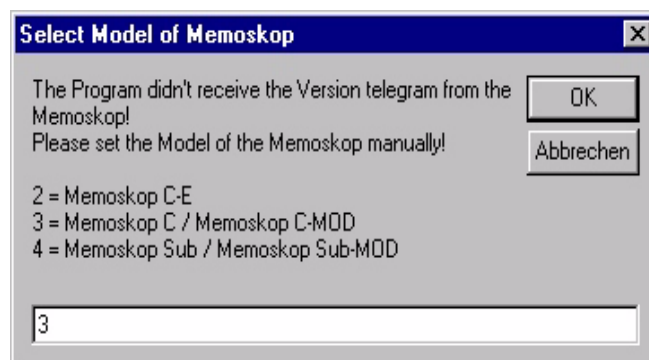 Select Model of Memoskop
The Program didn't receive the Version telegram from the
Memoskop!
Please set the Model of the Memoskop manually!
OK
Abbrechen
2 = Memoskop C-E
3 = Memoskop C / Memoskop C-MOD
4 = Memoskop Sub / Memoskop Sub-MOD
3